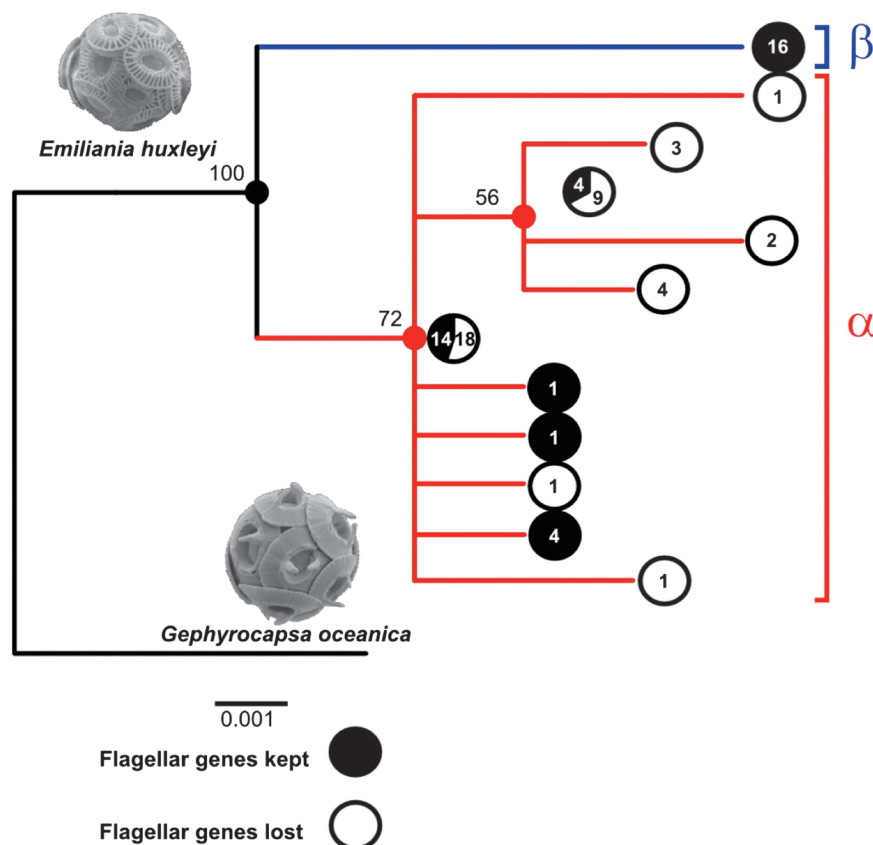 16
β
1
3
Emiliania huxleyi
100
56
4
9
2
4
α
72
14 18
1
1
1
4
1
Gephyrocapsa oceanica
0.001
Flagellar genes kept
Flagellar genes lost